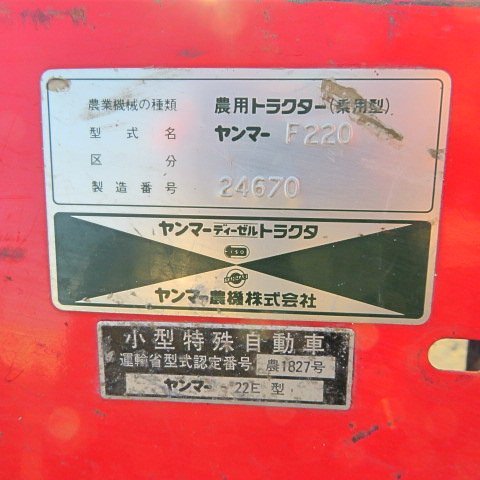 農業機械の種類 農用トラクター(乗用型)
型式名 ヤンマー F220
区分
製造番号 24670
ヤンマーディーゼルトラクタ
ISO
ヤンマー農機株式会社
小型特殊自動車
運輸省型式認定番号 農1827号
ヤンマー 22E 型